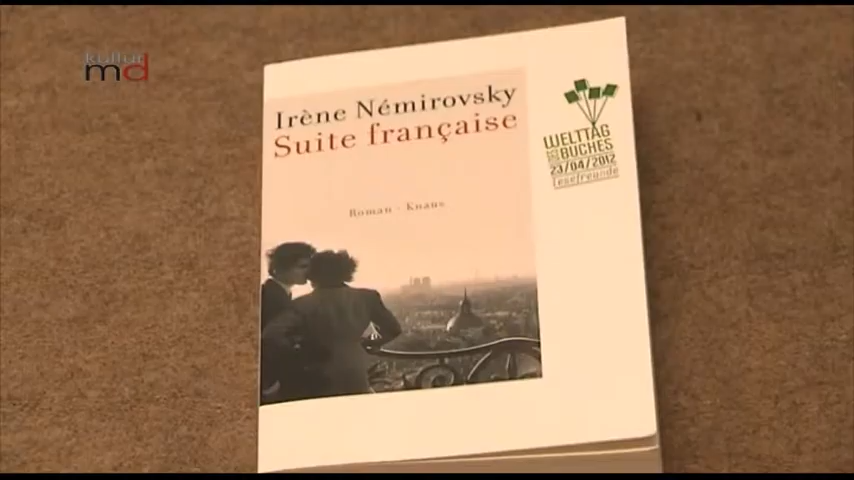 kultur
md
Irène Némirovsky
Suite française
Roman · Knaus
WELTTAG
DES
BUCHES
23/04/2012
Lesefreunde